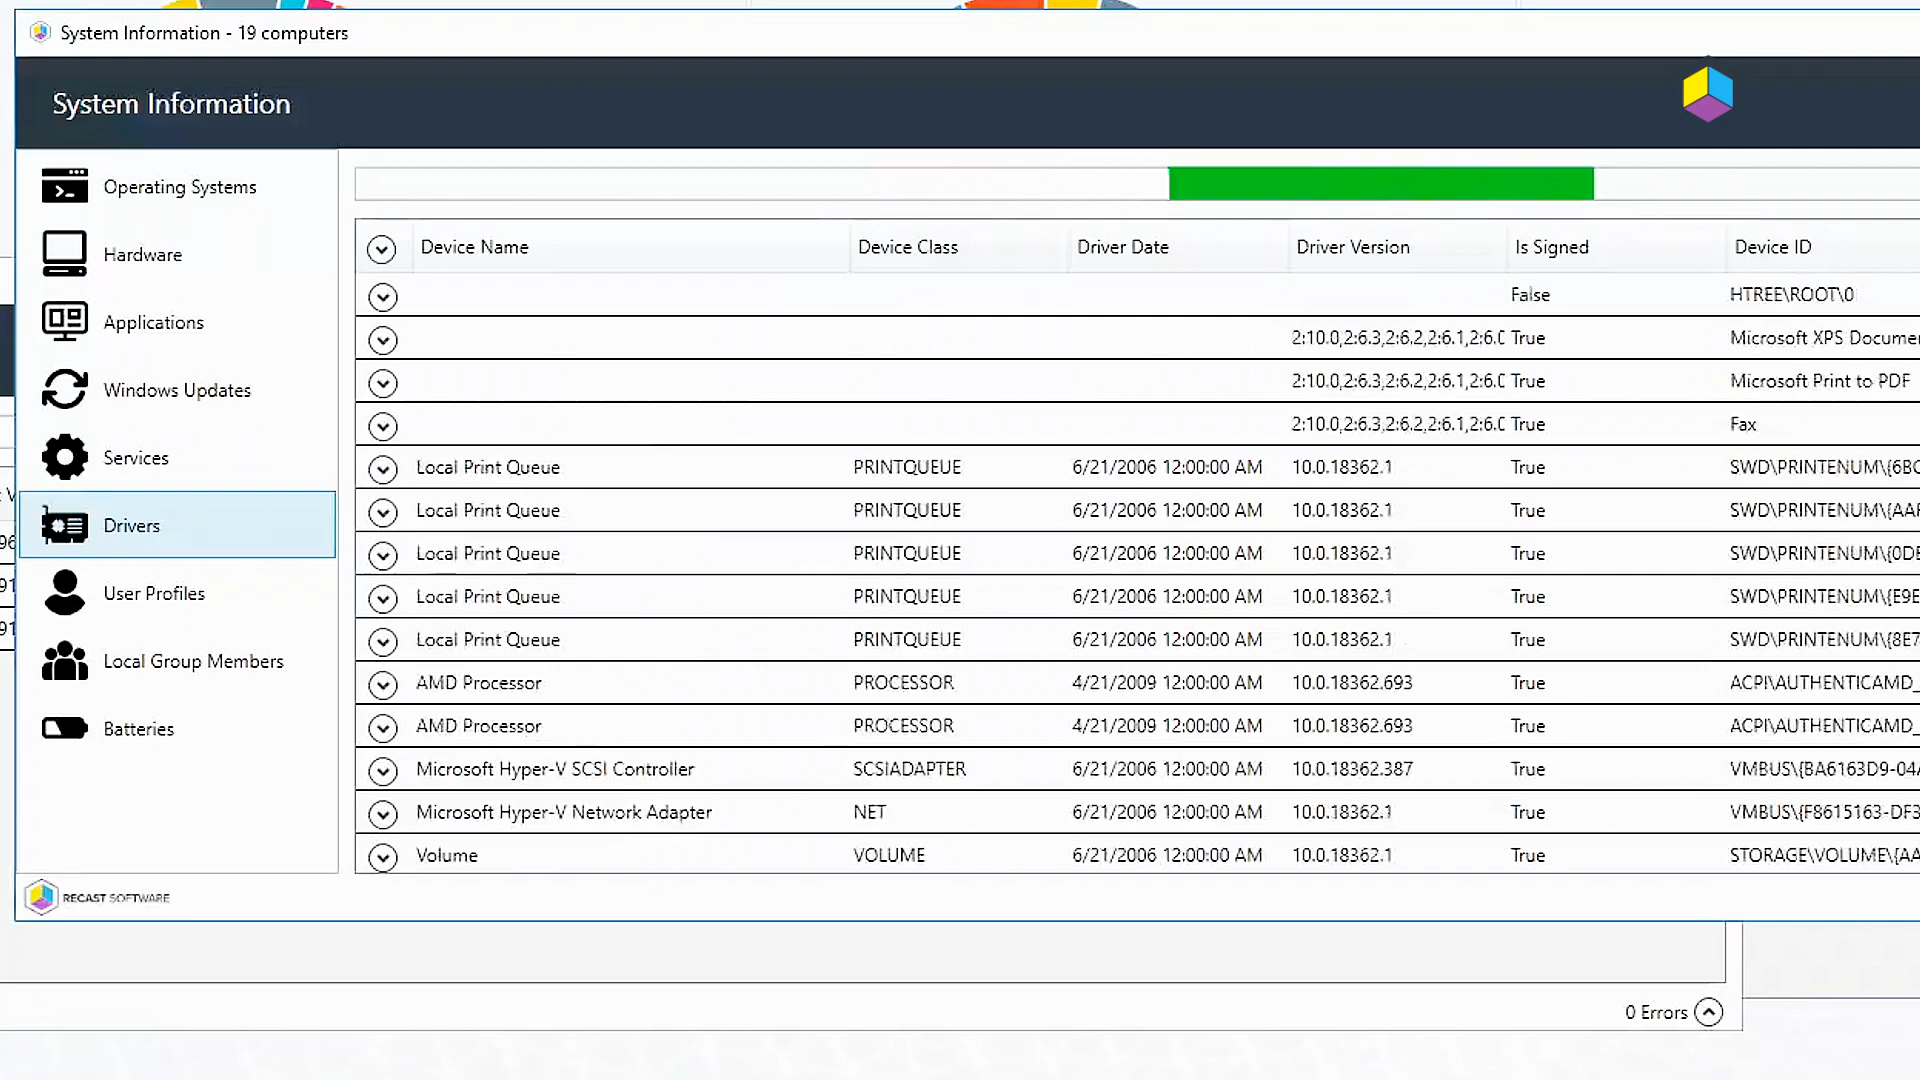 System Information - 19 computers
System Information
Operating Systems
Hardware
Applications
Windows Updates
Services
Drivers
User Profiles
Local Group Members
Batteries
Device Name Device Class Driver Date Driver Version Is Signed Device ID
False HTREE\ROOT\0
2:10.0,2:6.3,2:6.2,2:6.1,2:6.0 True Microsoft XPS Documen
2:10.0,2:6.3,2:6.2,2:6.1,2:6.0 True Microsoft Print to PDF
2:10.0,2:6.3,2:6.2,2:6.1,2:6.0 True Fax
Local Print Queue PRINTQUEUE 6/21/2006 12:00:00 AM 10.0.18362.1 True SWD\PRINTENUM\{6BC
Local Print Queue PRINTQUEUE 6/21/2006 12:00:00 AM 10.0.18362.1 True SWD\PRINTENUM\{AAF
Local Print Queue PRINTQUEUE 6/21/2006 12:00:00 AM 10.0.18362.1 True SWD\PRINTENUM\{0DE
Local Print Queue PRINTQUEUE 6/21/2006 12:00:00 AM 10.0.18362.1 True SWD\PRINTENUM\{E9E
Local Print Queue PRINTQUEUE 6/21/2006 12:00:00 AM 10.0.18362.1 True SWD\PRINTENUM\{8E7
AMD Processor PROCESSOR 4/21/2009 12:00:00 AM 10.0.18362.693 True ACPI\AUTHENTICAMD_
AMD Processor PROCESSOR 4/21/2009 12:00:00 AM 10.0.18362.693 True ACPI\AUTHENTICAMD_
Microsoft Hyper-V SCSI Controller SCSIADAPTER 6/21/2006 12:00:00 AM 10.0.18362.387 True VMBUS\{BA6163D9-04A
Microsoft Hyper-V Network Adapter NET 6/21/2006 12:00:00 AM 10.0.18362.1 True VMBUS\{F8615163-DF3
Volume VOLUME 6/21/2006 12:00:00 AM 10.0.18362.1 True STORAGE\VOLUME\{AA
RECAST SOFTWARE
0 Errors